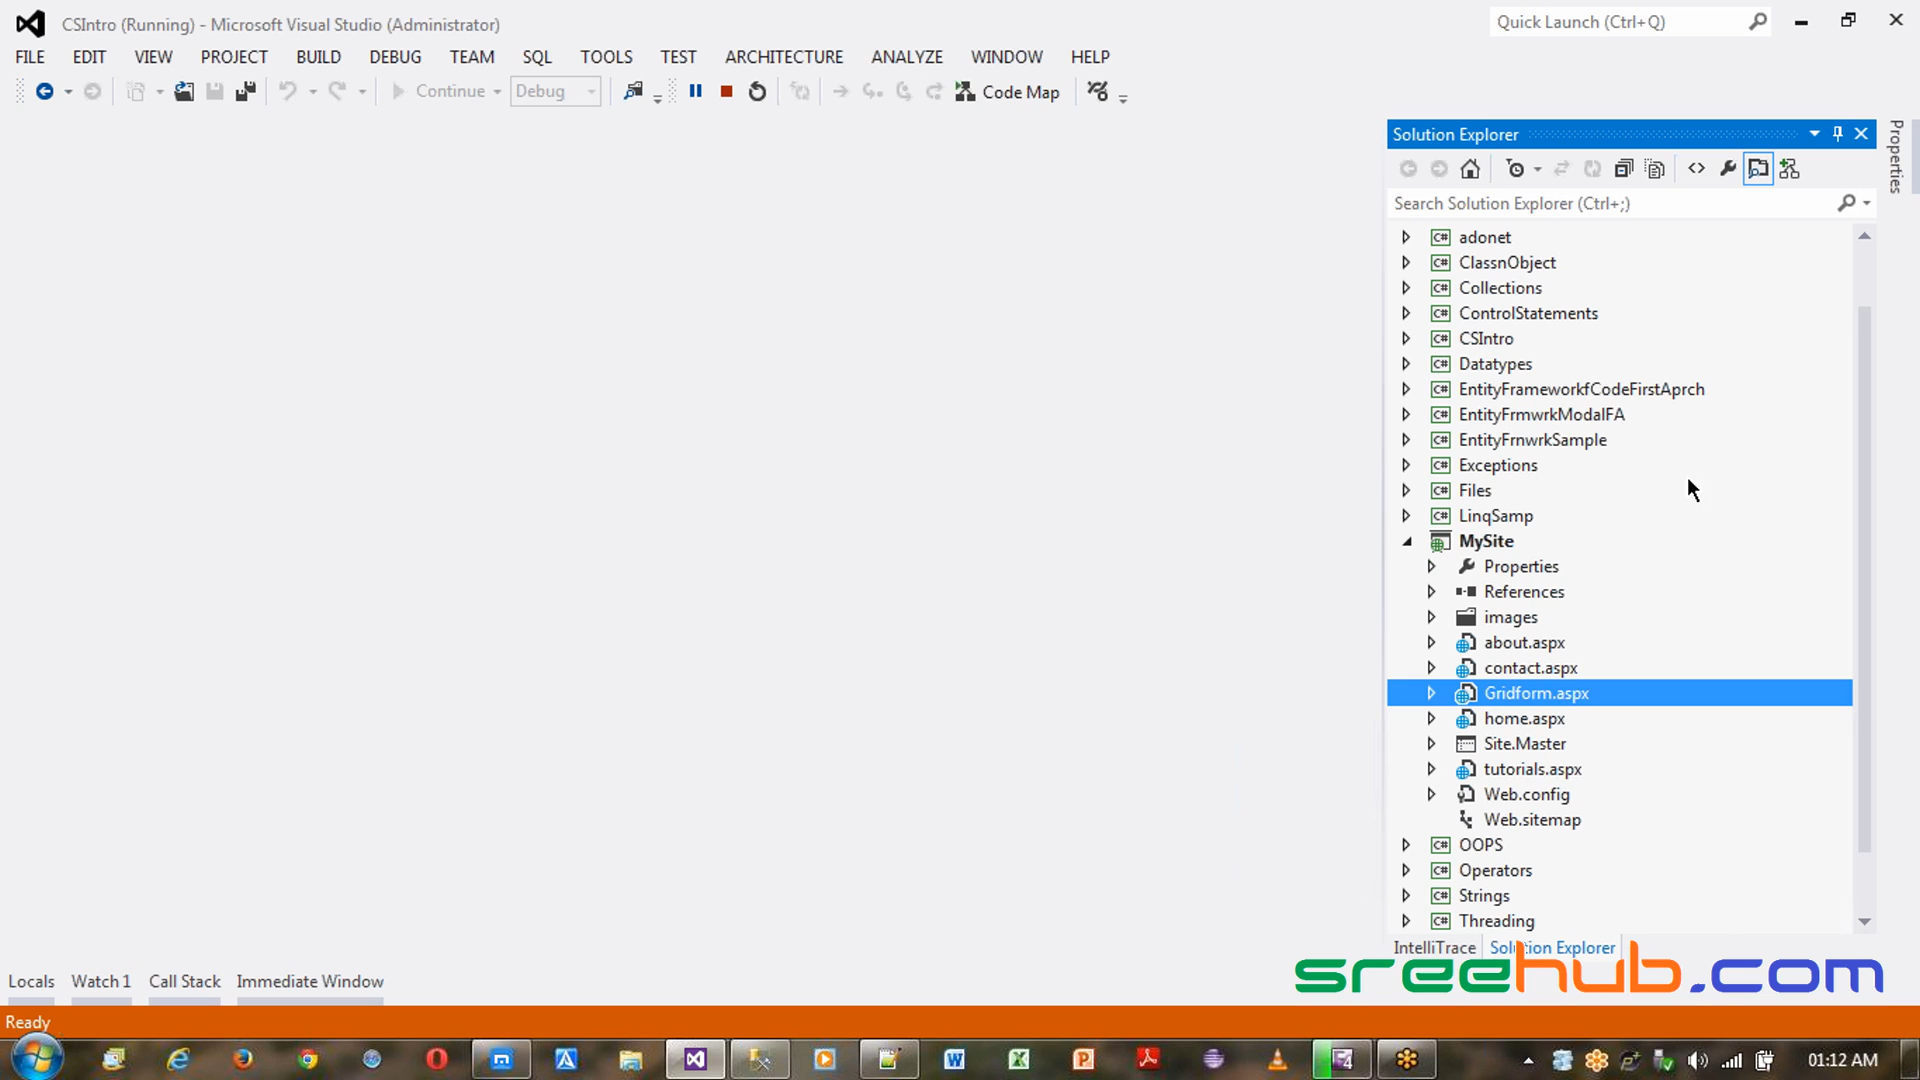 CSIntro (Running) - Microsoft Visual Studio (Administrator)
Quick Launch (Ctrl+Q)
FILE EDIT VIEW PROJECT BUILD DEBUG TEAM SQL TOOLS TEST ARCHITECTURE ANALYZE WINDOW HELP
Continue Debug Code Map
Solution Explorer
Properties
Search Solution Explorer (Ctrl+;)
C# adonet
C# ClassnObject
C# Collections
C# ControlStatements
C# CSIntro
C# Datatypes
C# EntityFrameworkfCodeFirstAprch
C# EntityFrmwrkModalFA
C# EntityFrnwrkSample
C# Exceptions
C# Files
C# LinqSamp
MySite
Properties
References
images
about.aspx
contact.aspx
Gridform.aspx
home.aspx
Site.Master
tutorials.aspx
Web.config
Web.sitemap
C# OOPS
C# Operators
C# Strings
C# Threading
IntelliTrace Solution Explorer
sreehub.com
Locals Watch 1 Call Stack Immediate Window
Ready
01:12 AM